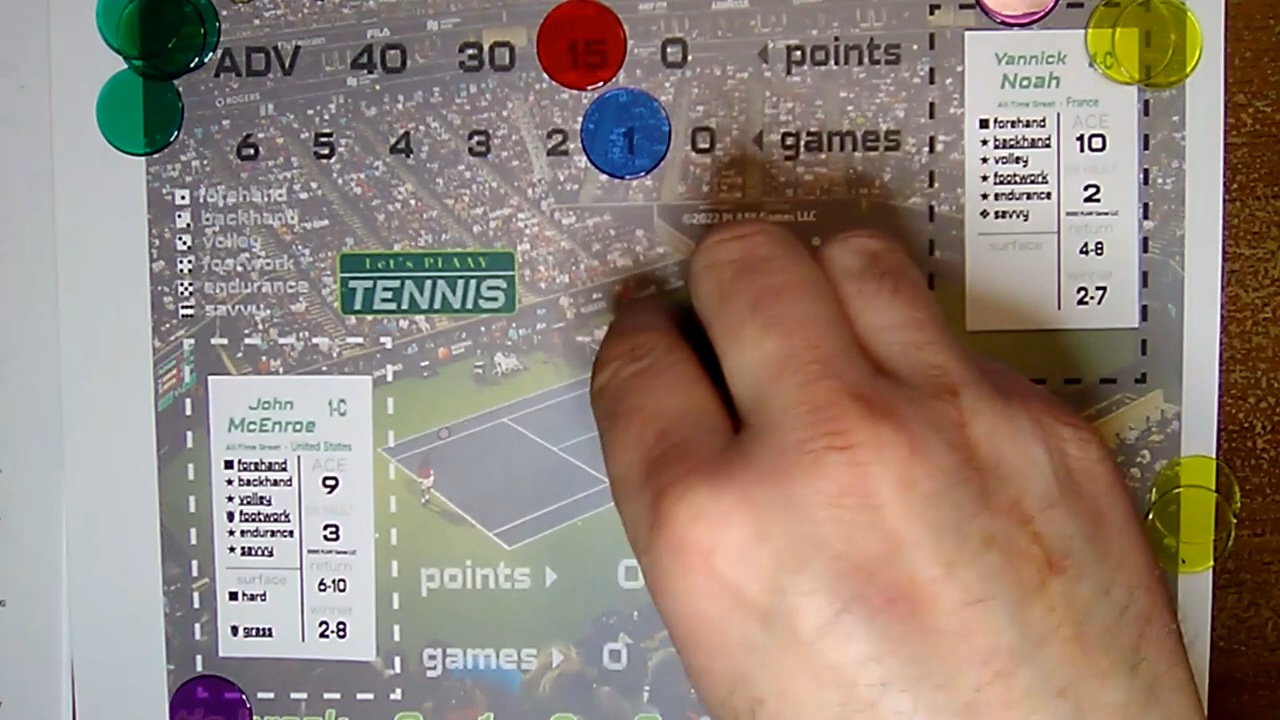 FILA
ADV 40 30 15 0 points
ROGERS
6 5 4 3 2 1 0 games
©2022 PLAAY Games LLC
forehand
backhand
volley
footwork
endurance
savvy
Let's PLAAY
TENNIS
Yannick 1-C
Noah
All-Time Great · France
forehand
backhand
volley
footwork
endurance
savvy
surface
ACE
10
2
return
4-8
winner
2-7
John 1-C
McEnroe
All-Time Great · United States
forehand
backhand
volley
footwork
endurance
savvy
surface
hard
grass
ACE
9
3
return
6-10
winner
2-8
points 0
games 0